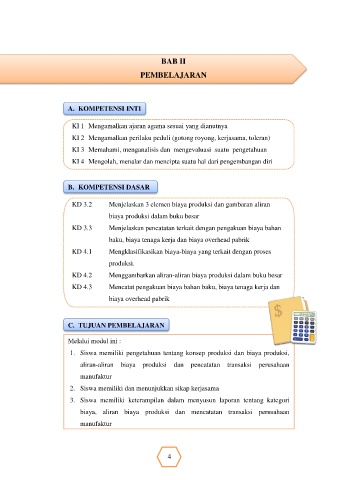 BAB II
PEMBELAJARAN
A. KOMPETENSI INTI
KI 1 Mengamalkan ajaran agama sesuai yang dianutnya
KI 2 Mengamalkan perilaku peduli (gotong royong, kerjasama, toleran)
KI 3 Memahami, menganalisis dan mengevaluasi suatu pengetahuan
KI 4 Mengolah, menalar dan mencipta suatu hal dari pengembangan diri
B. KOMPETENSI DASAR
KD 3.2 Menjelaskan 3 elemen biaya produksi dan gambaran aliran
biaya produksi dalam buku besar
KD 3.3 Menjelaskan pencatatan terkait dengan pengakuan biaya bahan
baku, biaya tenaga kerja dan biaya overhead pabrik
KD 4.1 Mengklasifikasikan biaya-biaya yang terkait dengan proses
produksi.
KD 4.2 Menggambarkan aliran-aliran biaya produksi dalam buku besar
KD 4.3 Mencatat pengakuan biaya bahan baku, biaya tenaga kerja dan
biaya overhead pabrik
$
C. TUJUAN PEMBELAJARAN
Melalui modul ini :
1. Siswa memiliki pengetahuan tentang konsep produksi dan biaya produksi,
aliran-aliran biaya produksi dan pencatatan transaksi perusahaan
manufaktur
2. Siswa memiliki dan menunjukkan sikap kerjasama
3. Siswa memiliki keterampilan dalam menyusun laporan tentang kategori
biaya, aliran biaya produksi dan mencatatan transaksi perusahaan
manufaktur
4